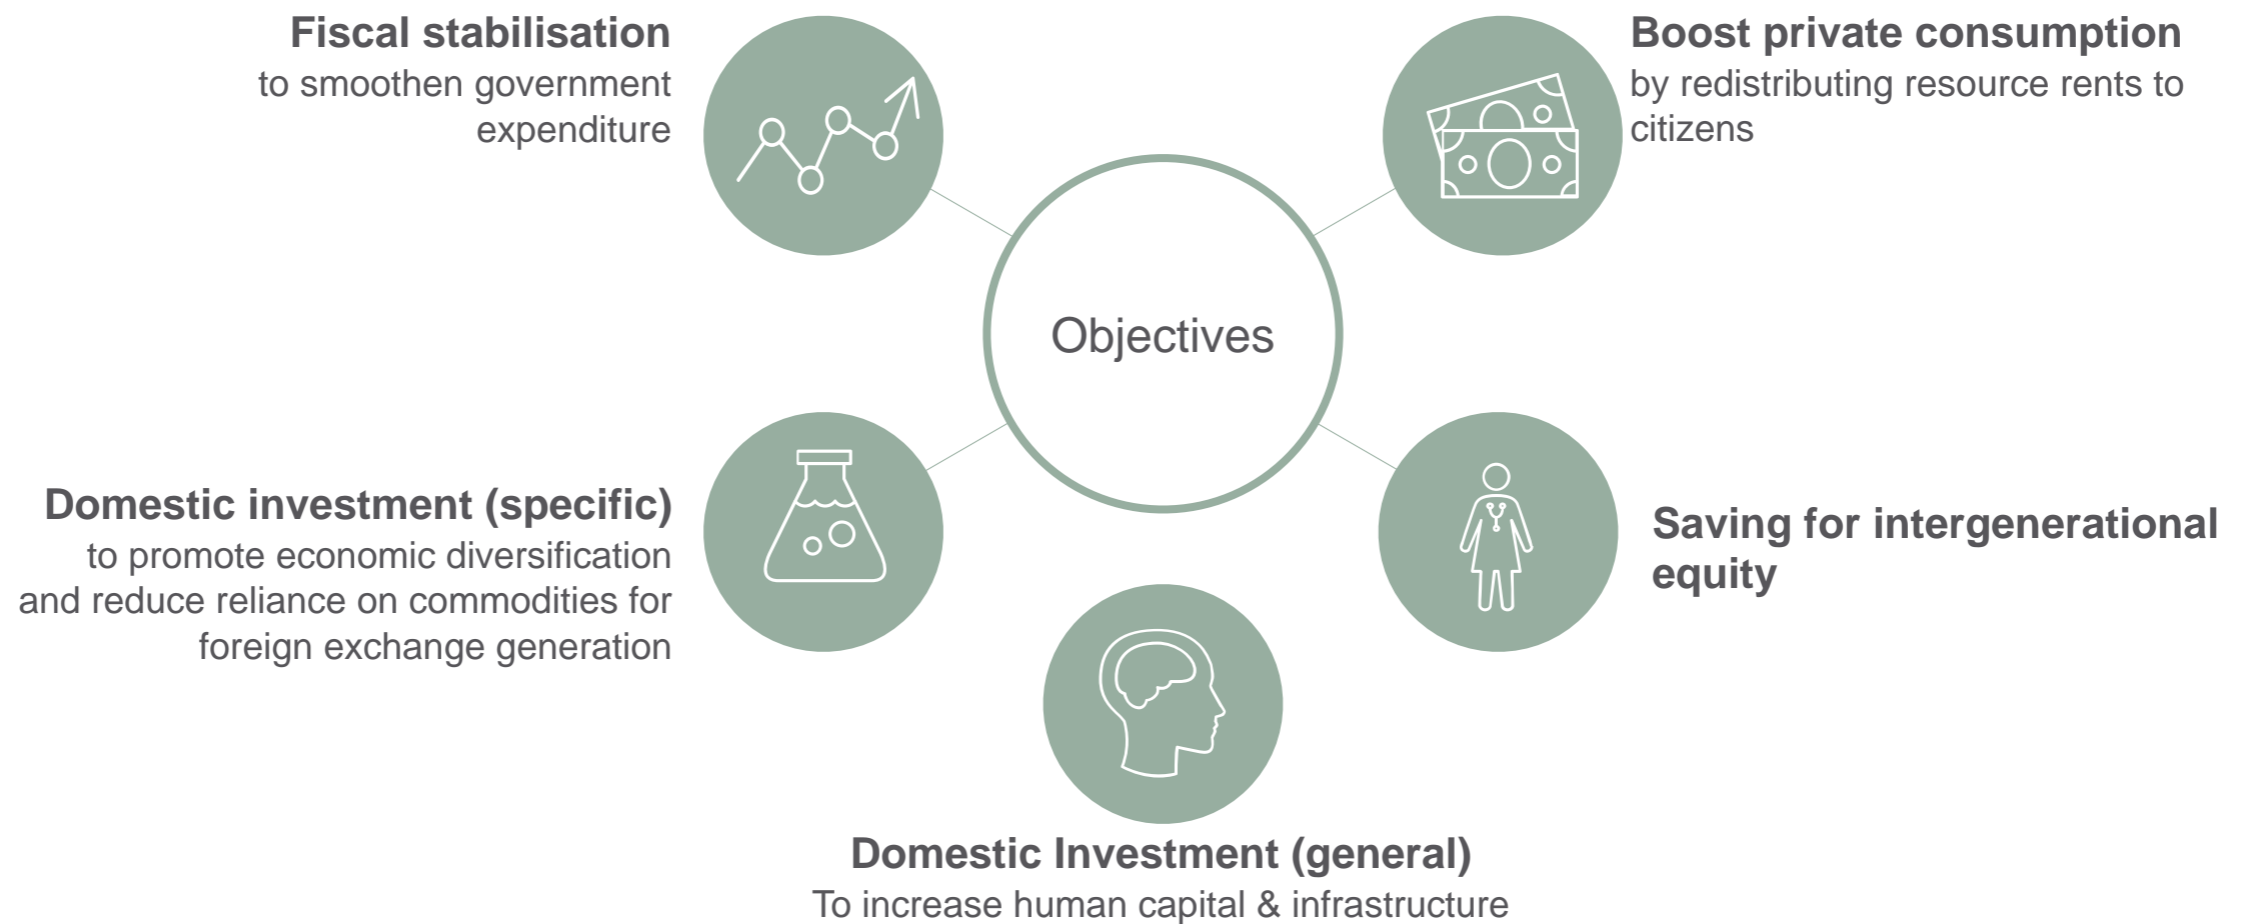 Fiscal stabilisation
to smoothen government
expenditure
Boost private consumption
by redistributing resource rents to
citizens
Objectives
Domestic investment (specific)
to promote economic diversification
and reduce reliance on commodities for
foreign exchange generation
Saving for intergenerational
equity
Domestic Investment (general)
To increase human capital & infrastructure